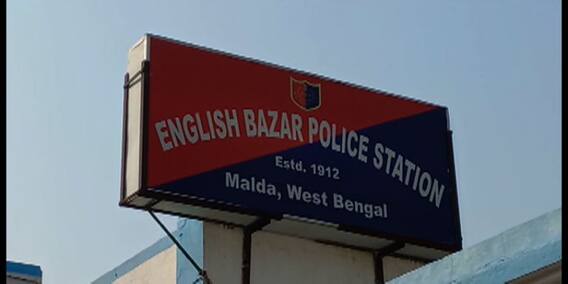 ENGLISH BAZAR POLICE STATION
Estd. 1912
Malda, West Bengal